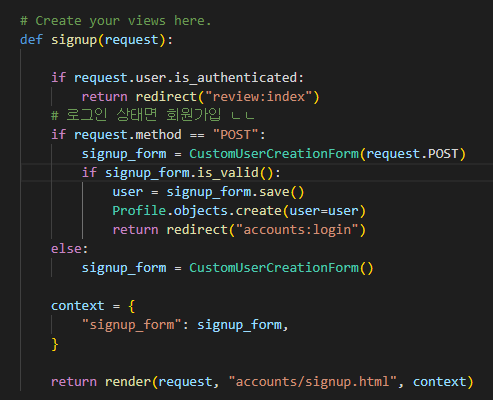 # Create your views here.
def signup(request):
    if request.user.is_authenticated:
        return redirect("review:index")
    # 로그인 상태면 회원가입 ㄴㄴ
    if request.method == "POST":
        signup_form = CustomUserCreationForm(request.POST)
        if signup_form.is_valid():
            user = signup_form.save()
            Profile.objects.create(user=user)
            return redirect("accounts:login")
    else:
        signup_form = CustomUserCreationForm()
    context = {
        "signup_form": signup_form,
    }
    return render(request, "accounts/signup.html", context)